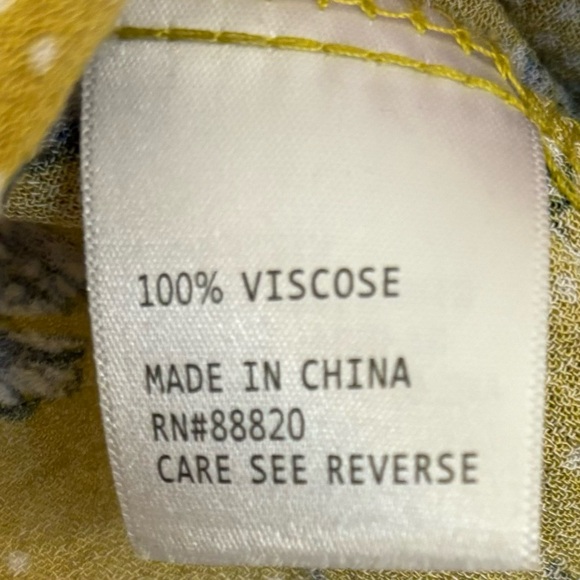 100% VISCOSE
MADE IN CHINA
RN#88820
CARE SEE REVERSE